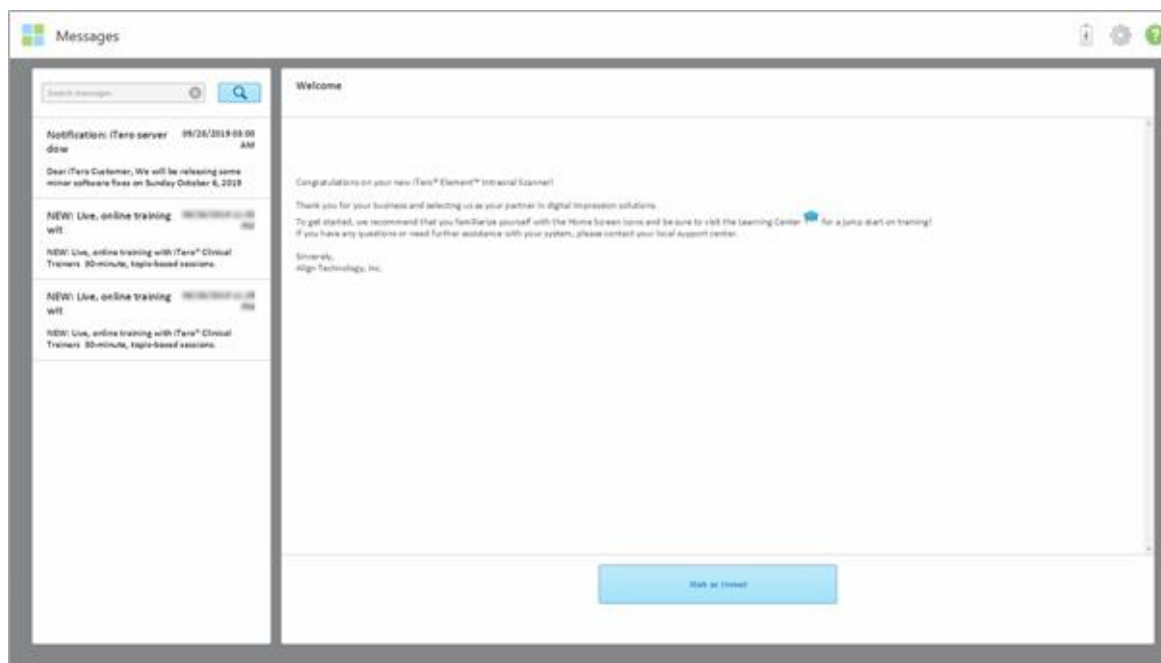 Messages
Search messages
Notification: iTero server 09/26/2019 08:00
dow AM
Dear iTero Customer, We will be releasing some
minor software fixes on Sunday October 6, 2019
NEW: Live, online training
wit
NEW: Live, online training with iTero® Clinical
Trainers 30-minute, topic-based sessions.
NEW: Live, online training
wit
NEW: Live, online training with iTero® Clinical
Trainers 30-minute, topic-based sessions.
Welcome
Congratulations on your new iTero® Element™ Intraoral Scanner!
Thank you for your business and selecting us as your partner in digital impression solutions.
To get started, we recommend that you familiarize yourself with the Home Screen icons and be sure to visit the Learning Center for a jump start on training!
If you have any questions or need further assistance with your system, please contact your local support center.
Sincerely,
Align Technology, Inc.
Mark as Unread